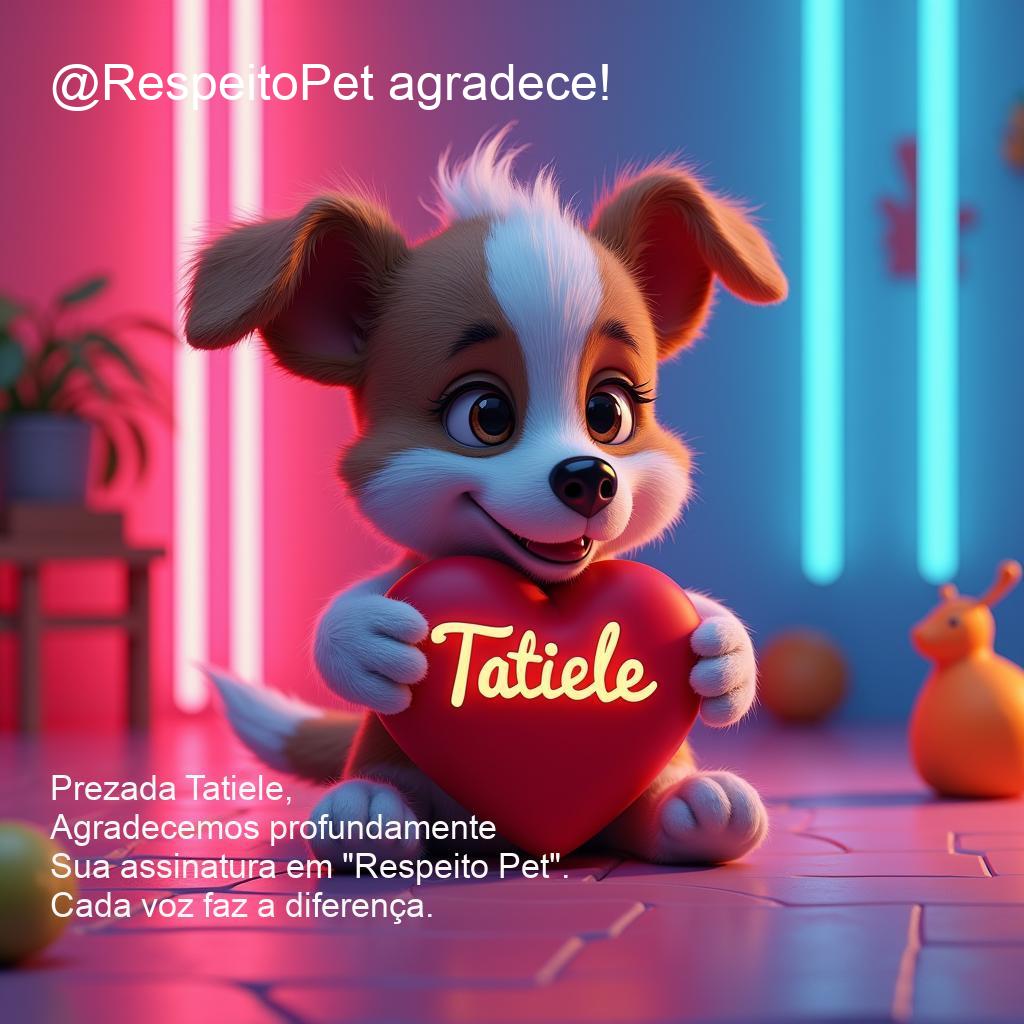 @RespeitoPet agradece!
Tatiele
Prezada Tatiele,
Agradecemos profundamente
Sua assinatura em "Respeito Pet".
Cada voz faz a diferença.